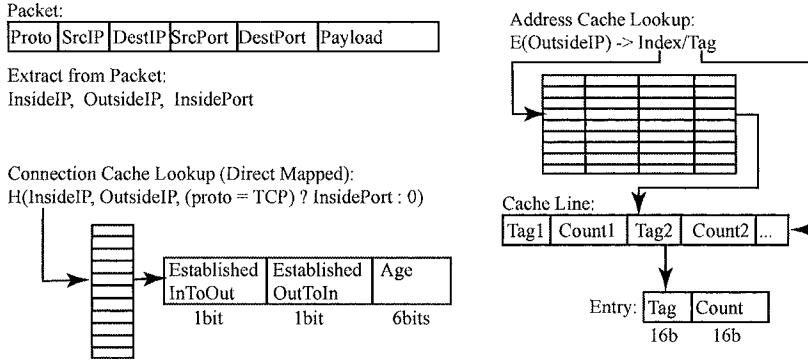 Packet:
Proto SrcIP DestIP SrcPort DestPort Payload
Extract from Packet:
InsideIP, OutsideIP, InsidePort
Connection Cache Lookup (Direct Mapped):
H(InsideIP, OutsideIP, (proto = TCP) ? InsidePort : 0)
Established InToOut
Established OutToIn
Age
1bit 1bit 6bits
Address Cache Lookup:
E(OutsideIP) -> Index/Tag
Cache Line:
Tag1 Count1 Tag2 Count2 ...
Entry: Tag Count
16b 16b